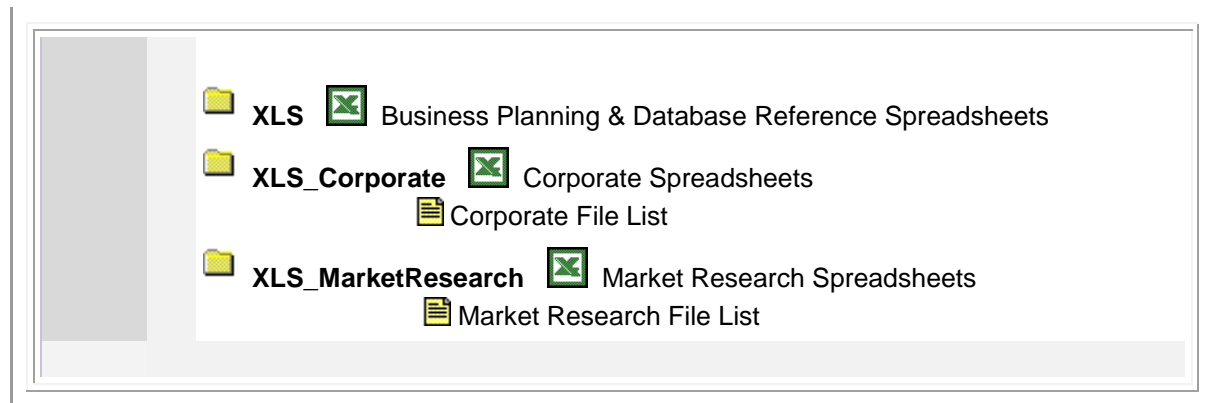 XLS Business Planning & Database Reference Spreadsheets
XLS_Corporate Corporate Spreadsheets
Corporate File List
XLS_MarketResearch Market Research Spreadsheets
Market Research File List